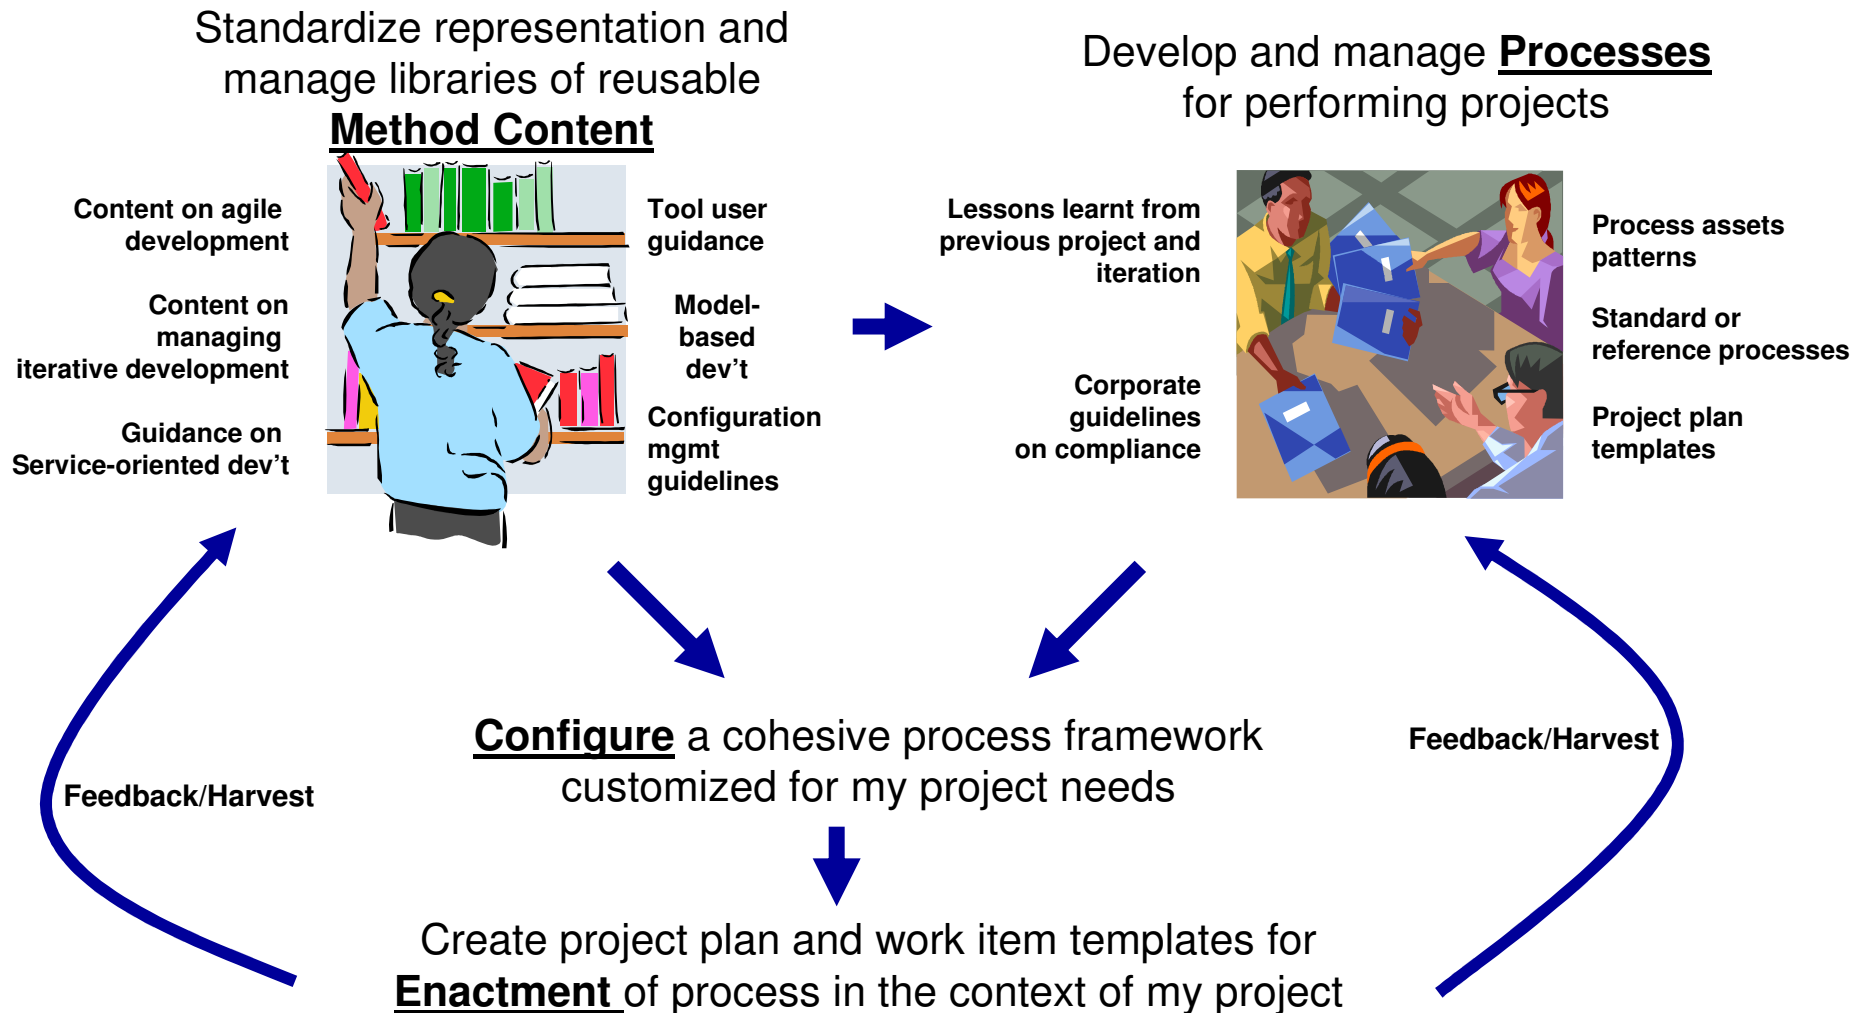 Standardize representation and
manage libraries of reusable
Method Content
Content on agile
development
Content on
managing
iterative development
Guidance on
Service-oriented dev’t
Tool user
guidance
Model-
based
dev’t
Configuration
mgmt
guidelines
Develop and manage Processes
for performing projects
Lessons learnt from
previous project and
iteration
Corporate
guidelines
on compliance
Process assets
patterns
Standard or
reference processes
Project plan
templates
Configure a cohesive process framework
customized for my project needs
Feedback/Harvest
Feedback/Harvest
Create project plan and work item templates for
Enactment of process in the context of my project